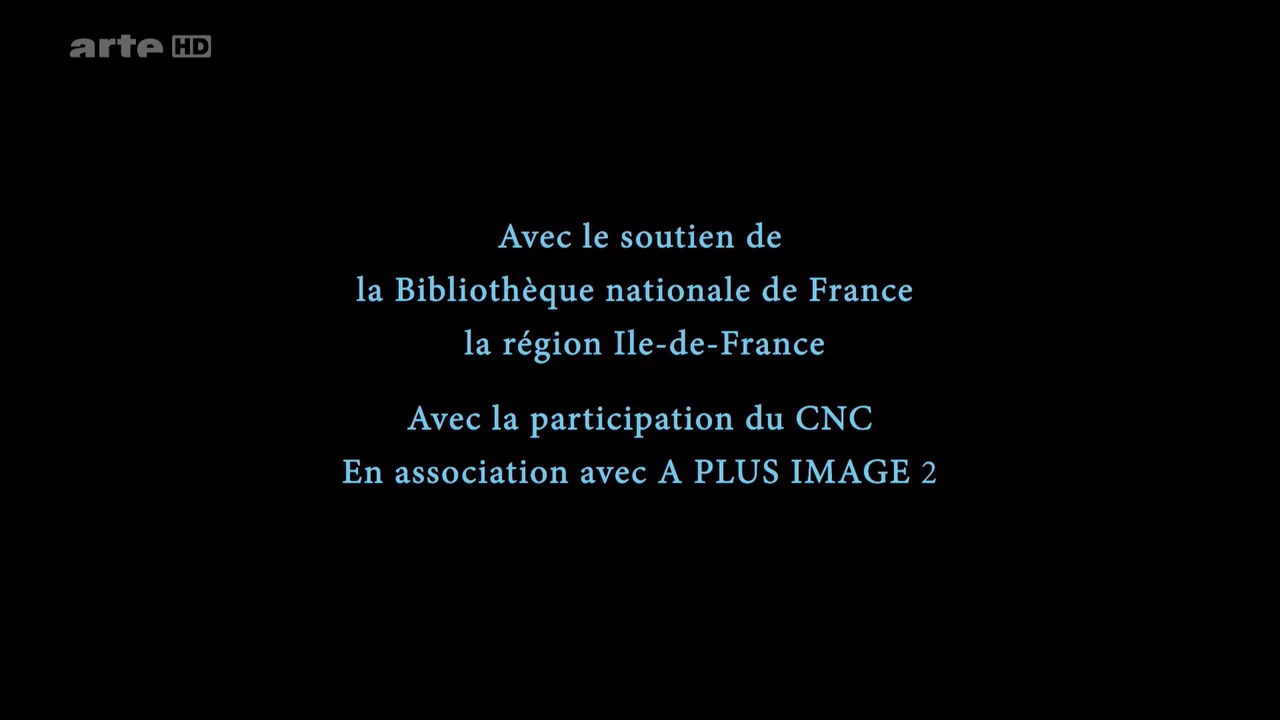 arte HD
Avec le soutien de
la Bibliothèque nationale de France
la région Ile-de-France
Avec la participation du CNC
En association avec A PLUS IMAGE 2